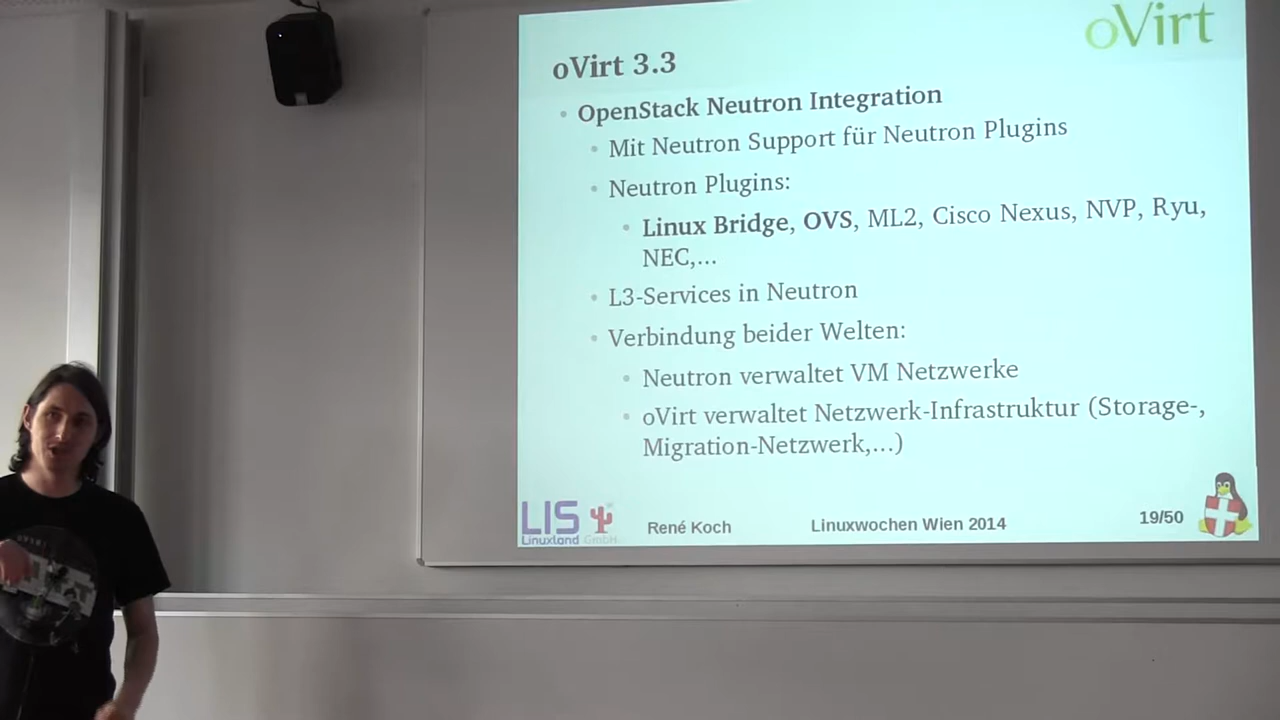 oVirt
oVirt 3.3
OpenStack Neutron Integration
Mit Neutron Support für Neutron Plugins
Neutron Plugins:
Linux Bridge, OVS, ML2, Cisco Nexus, NVP, Ryu,
NEC,...
L3-Services in Neutron
Verbindung beider Welten:
Neutron verwaltet VM Netzwerke
oVirt verwaltet Netzwerk-Infrastruktur (Storage-,
Migration-Netzwerk,...)
LIS
Linuxland GmbH
René Koch
Linuxwochen Wien 2014
19/50